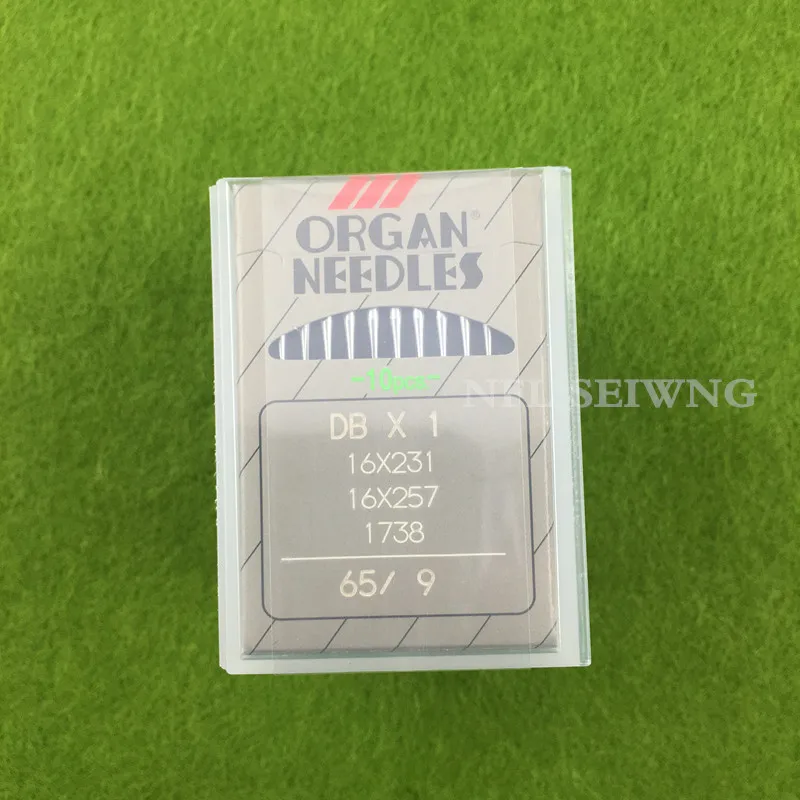 ORGAN®
NEEDLES
-10pcs-
NEL SEIWNG
DB X 1
16X231
16X257
1738
65/ 9